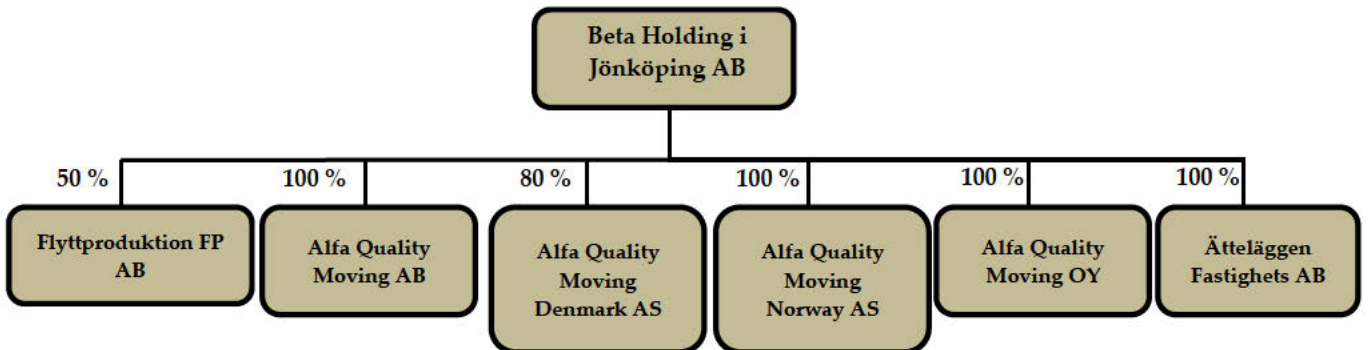 Beta Holding i
Jönköping AB
50 %
100 %
80 %
100 %
100 %
100 %
Flyttproduktion FP
AB
Alfa Quality
Moving AB
Alfa Quality
Moving
Denmark AS
Alfa Quality
Moving
Norway AS
Alfa Quality
Moving OY
Ätteläggen
Fastighets AB